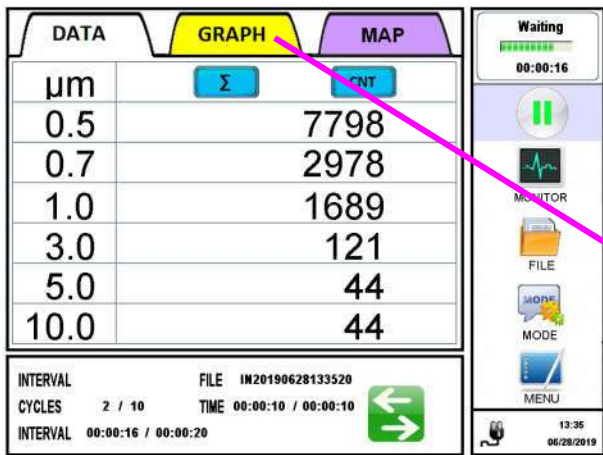 DATA GRAPH MAP
µm Σ CNT
0.5 7798
0.7 2978
1.0 1689
3.0 121
5.0 44
10.0 44
INTERVAL FILE IN20190628133520
CYCLES 2 / 10 TIME 00:00:10 / 00:00:10
INTERVAL 00:00:16 / 00:00:20
Waiting
00:00:16
MONITOR
FILE
MODE
MODE
MENU
13:35
06/28/2019